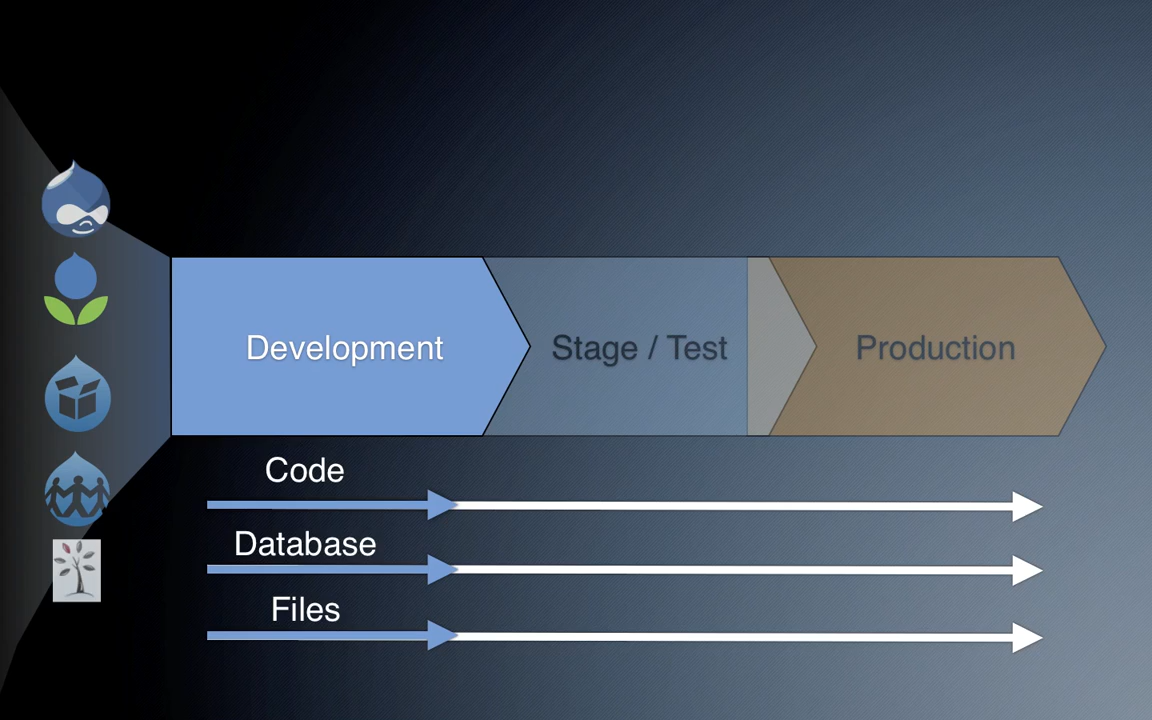 Development
Stage / Test
Production
Code
Database
Files